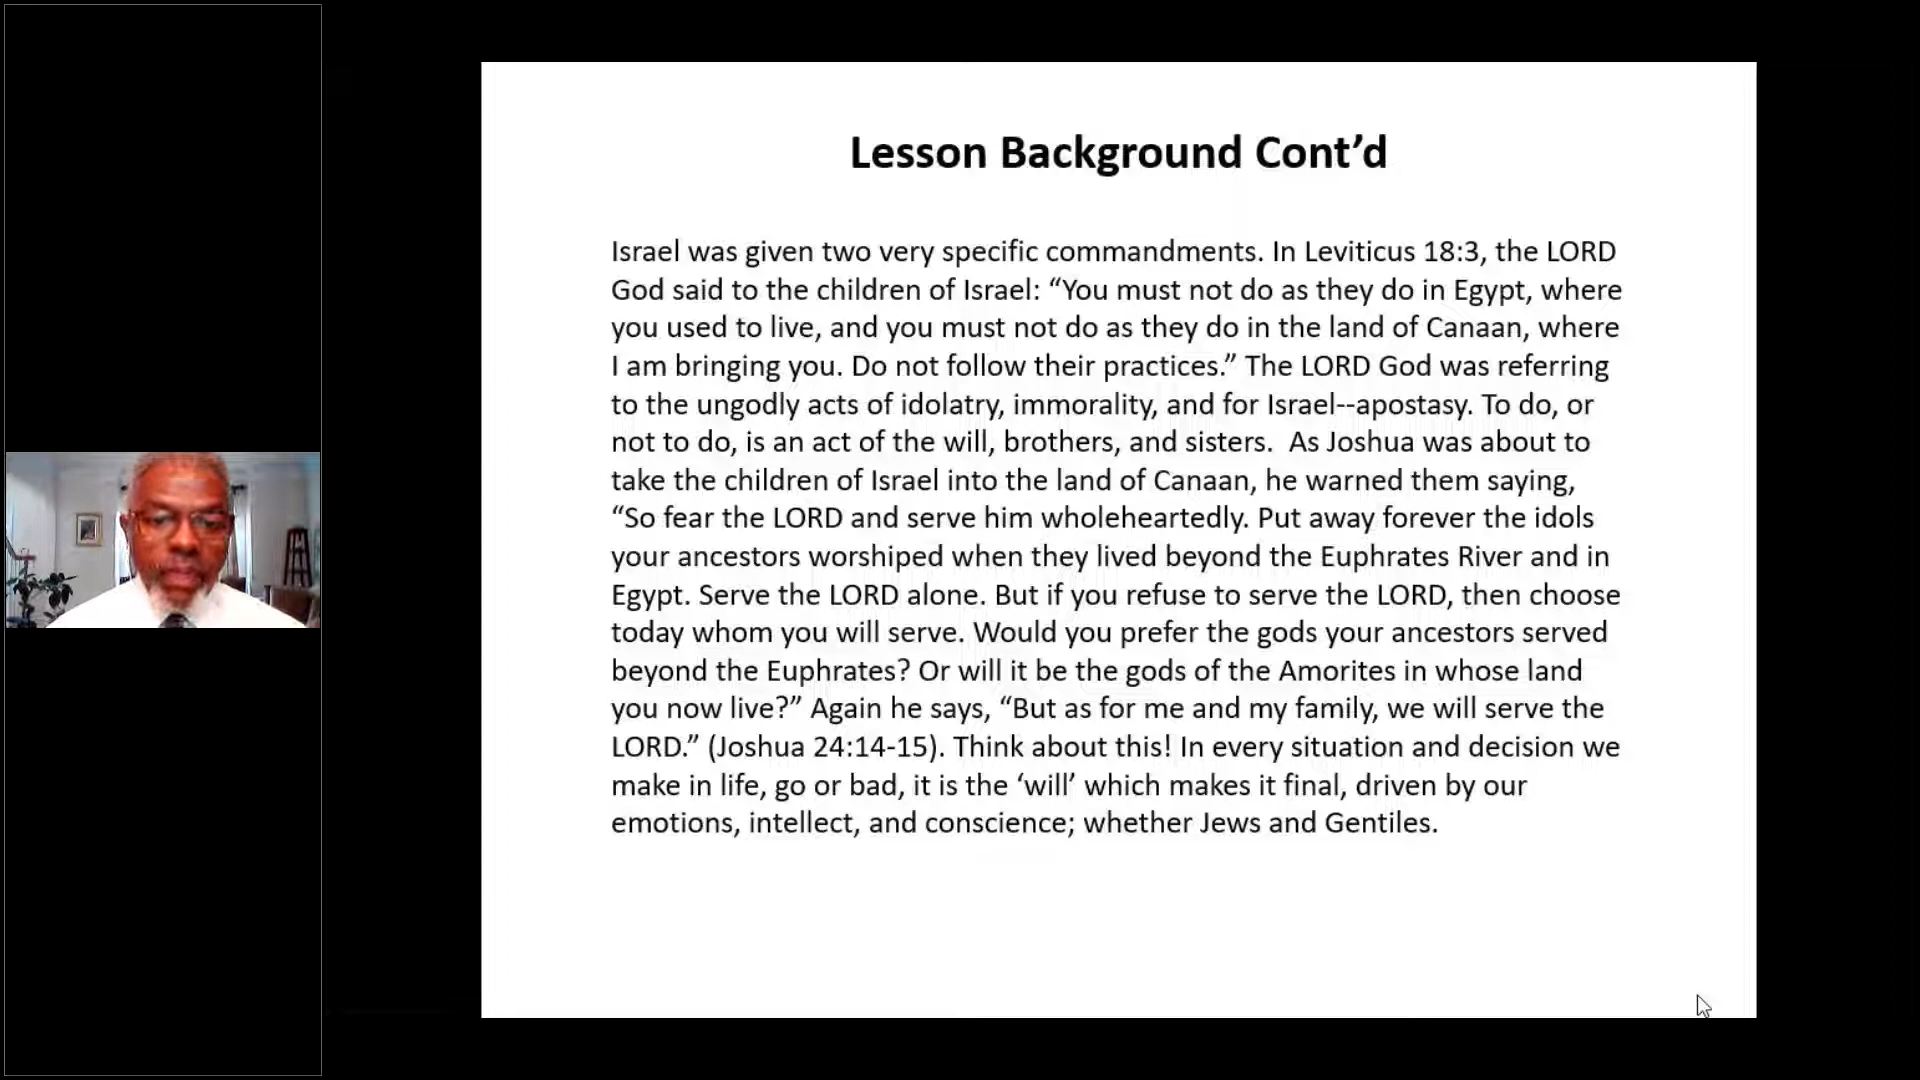 Lesson Background Cont’d
Israel was given two very specific commandments. In Leviticus 18:3, the LORD
God said to the children of Israel: “You must not do as they do in Egypt, where
you used to live, and you must not do as they do in the land of Canaan, where
I am bringing you. Do not follow their practices.” The LORD God was referring
to the ungodly acts of idolatry, immorality, and for Israel--apostasy. To do, or
not to do, is an act of the will, brothers, and sisters.  As Joshua was about to
take the children of Israel into the land of Canaan, he warned them saying,
“So fear the LORD and serve him wholeheartedly. Put away forever the idols
your ancestors worshiped when they lived beyond the Euphrates River and in
Egypt. Serve the LORD alone. But if you refuse to serve the LORD, then choose
today whom you will serve. Would you prefer the gods your ancestors served
beyond the Euphrates? Or will it be the gods of the Amorites in whose land
you now live?” Again he says, “But as for me and my family, we will serve the
LORD.” (Joshua 24:14-15). Think about this! In every situation and decision we
make in life, go or bad, it is the ‘will’ which makes it final, driven by our
emotions, intellect, and conscience; whether Jews and Gentiles.